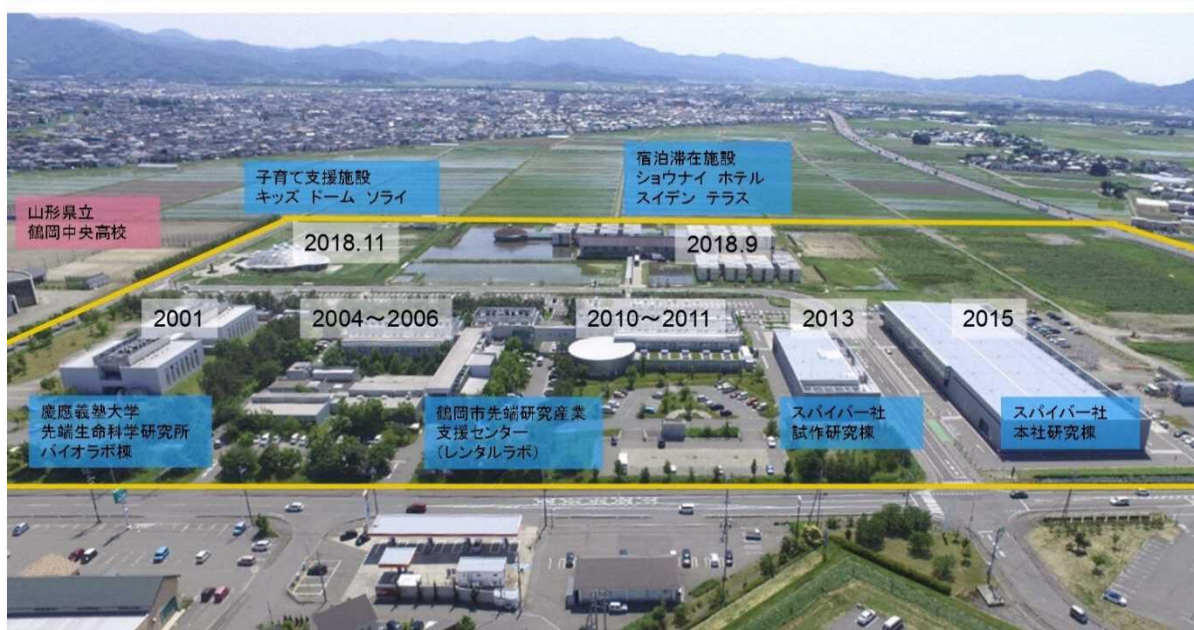 子育て支援施設
キッズ ドーム ソライ
宿泊滞在施設
ショウナイ ホテル
スイデン テラス
山形県立
鶴岡中央高校
2018.11
2018.9
2001
2004～2006
2010～2011
2013
2015
慶應義塾大学
先端生命科学研究所
バイオラボ棟
鶴岡市先端研究産業
支援センター
(レンタルラボ)
スパイバー社
試作研究棟
スパイバー社
本社研究棟